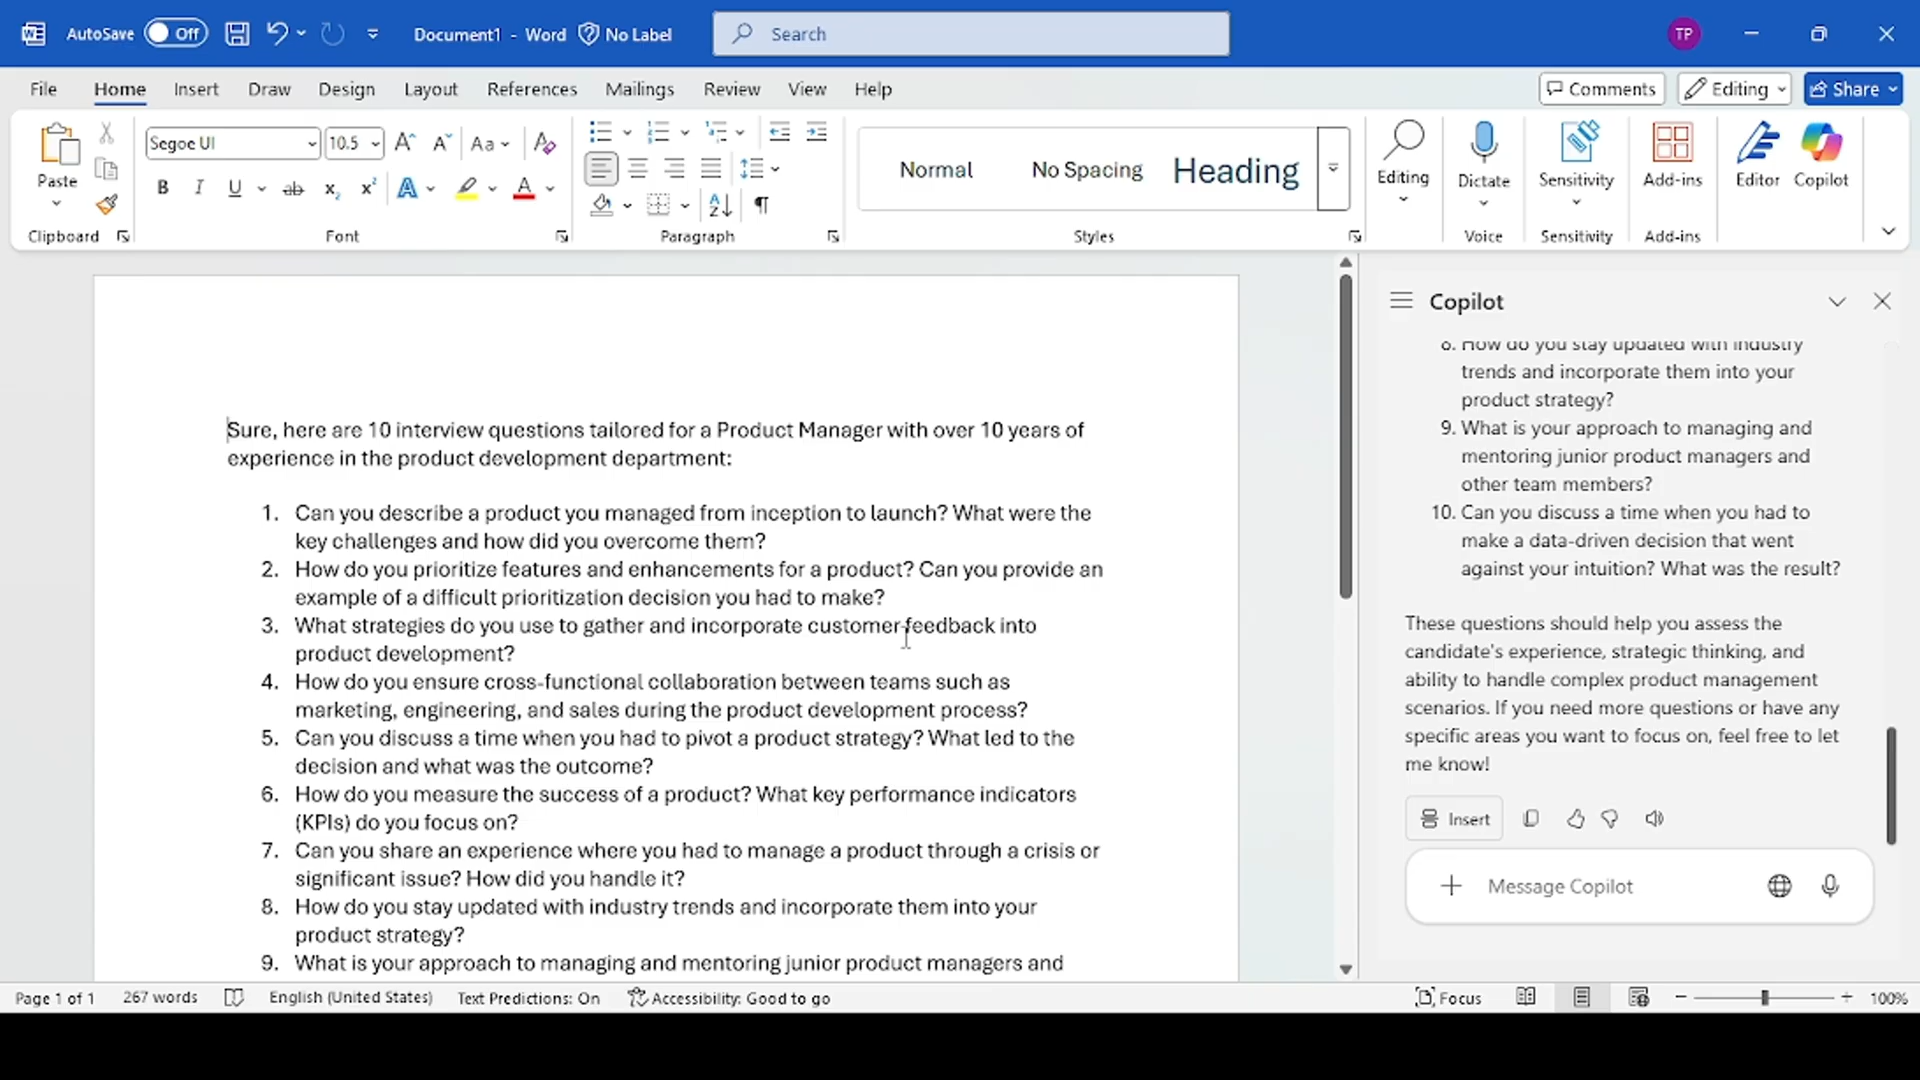 AutoSave Off Document1 - Word No Label Search TP
File Home Insert Draw Design Layout References Mailings Review View Help Comments Editing Share
Paste Segoe UI 10.5 Aa Normal No Spacing Heading Editing Dictate Sensitivity Add-ins Editor Copilot
B I U ab x₂ x² A A
Clipboard Font Paragraph Styles Voice Sensitivity Add-ins
Sure, here are 10 interview questions tailored for a Product Manager with over 10 years of
experience in the product development department:
1. Can you describe a product you managed from inception to launch? What were the
key challenges and how did you overcome them?
2. How do you prioritize features and enhancements for a product? Can you provide an
example of a difficult prioritization decision you had to make?
3. What strategies do you use to gather and incorporate customer feedback into
product development?
4. How do you ensure cross-functional collaboration between teams such as
marketing, engineering, and sales during the product development process?
5. Can you discuss a time when you had to pivot a product strategy? What led to the
decision and what was the outcome?
6. How do you measure the success of a product? What key performance indicators
(KPIs) do you focus on?
7. Can you share an experience where you had to manage a product through a crisis or
significant issue? How did you handle it?
8. How do you stay updated with industry trends and incorporate them into your
product strategy?
9. What is your approach to managing and mentoring junior product managers and
Copilot
8. How do you stay updated with industry
trends and incorporate them into your
product strategy?
9. What is your approach to managing and
mentoring junior product managers and
other team members?
10. Can you discuss a time when you had to
make a data-driven decision that went
against your intuition? What was the result?
These questions should help you assess the
candidate's experience, strategic thinking, and
ability to handle complex product management
scenarios. If you need more questions or have any
specific areas you want to focus on, feel free to let
me know!
Insert
Message Copilot
Page 1 of 1 267 words English (United States) Text Predictions: On Accessibility: Good to go Focus 100%